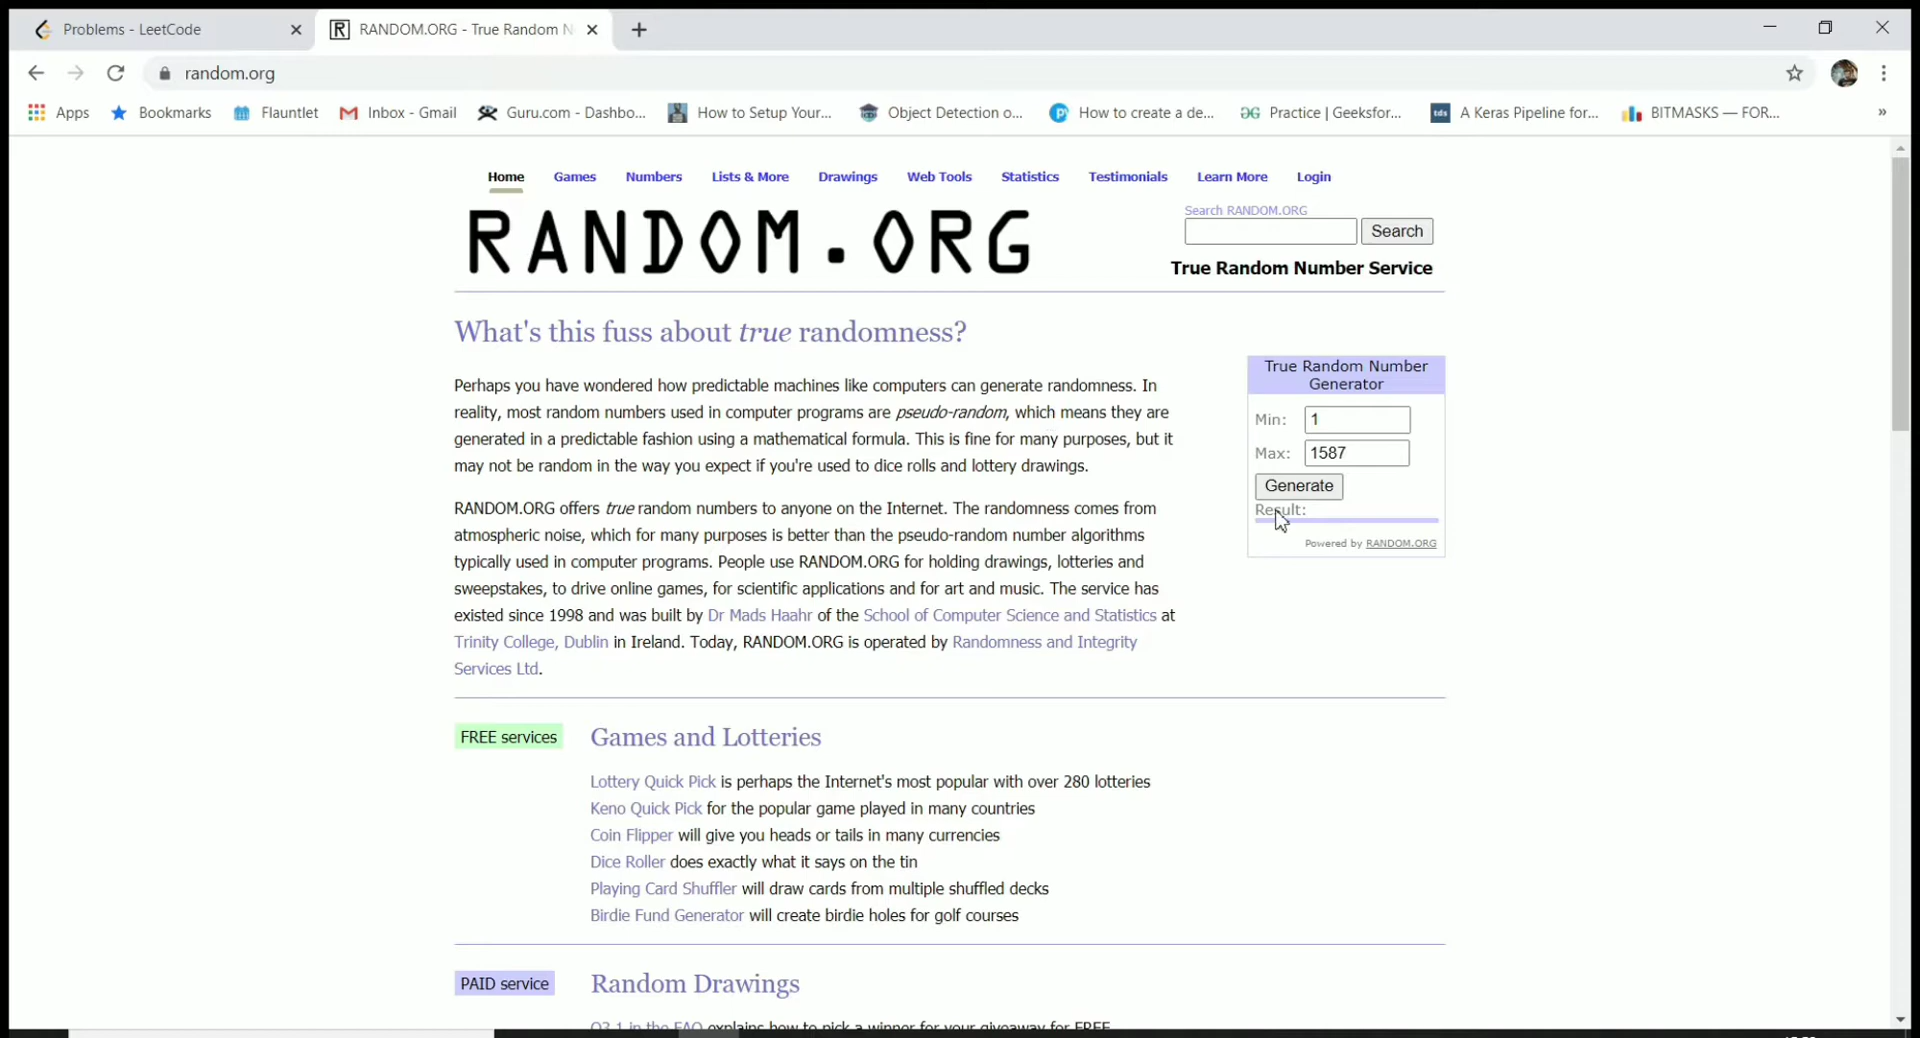 Problems - LeetCode
RANDOM.ORG - True Random N
random.org
Apps
Bookmarks
Flauntlet
Inbox - Gmail
Guru.com - Dashbo...
How to Setup Your...
Object Detection o...
How to create a de...
Practice | Geeksfor...
A Keras Pipeline for...
BITMASKS — FOR...
»
Home Games Numbers Lists & More Drawings Web Tools Statistics Testimonials Learn More Login
RANDOM.ORG
Search RANDOM.ORG
Search
True Random Number Service
What's this fuss about true randomness?
Perhaps you have wondered how predictable machines like computers can generate randomness. In
reality, most random numbers used in computer programs are pseudo-random, which means they are
generated in a predictable fashion using a mathematical formula. This is fine for many purposes, but it
may not be random in the way you expect if you're used to dice rolls and lottery drawings.
RANDOM.ORG offers true random numbers to anyone on the Internet. The randomness comes from
atmospheric noise, which for many purposes is better than the pseudo-random number algorithms
typically used in computer programs. People use RANDOM.ORG for holding drawings, lotteries and
sweepstakes, to drive online games, for scientific applications and for art and music. The service has
existed since 1998 and was built by Dr Mads Haahr of the School of Computer Science and Statistics at
Trinity College, Dublin in Ireland. Today, RANDOM.ORG is operated by Randomness and Integrity
Services Ltd.
True Random Number
Generator
Min: 1
Max: 1587
Generate
Result:
Powered by RANDOM.ORG
FREE services
Games and Lotteries
Lottery Quick Pick is perhaps the Internet's most popular with over 280 lotteries
Keno Quick Pick for the popular game played in many countries
Coin Flipper will give you heads or tails in many currencies
Dice Roller does exactly what it says on the tin
Playing Card Shuffler will draw cards from multiple shuffled decks
Birdie Fund Generator will create birdie holes for golf courses
PAID service
Random Drawings
Q3.1 in the FAQ explains how to pick a winner for your giveaway for FREE